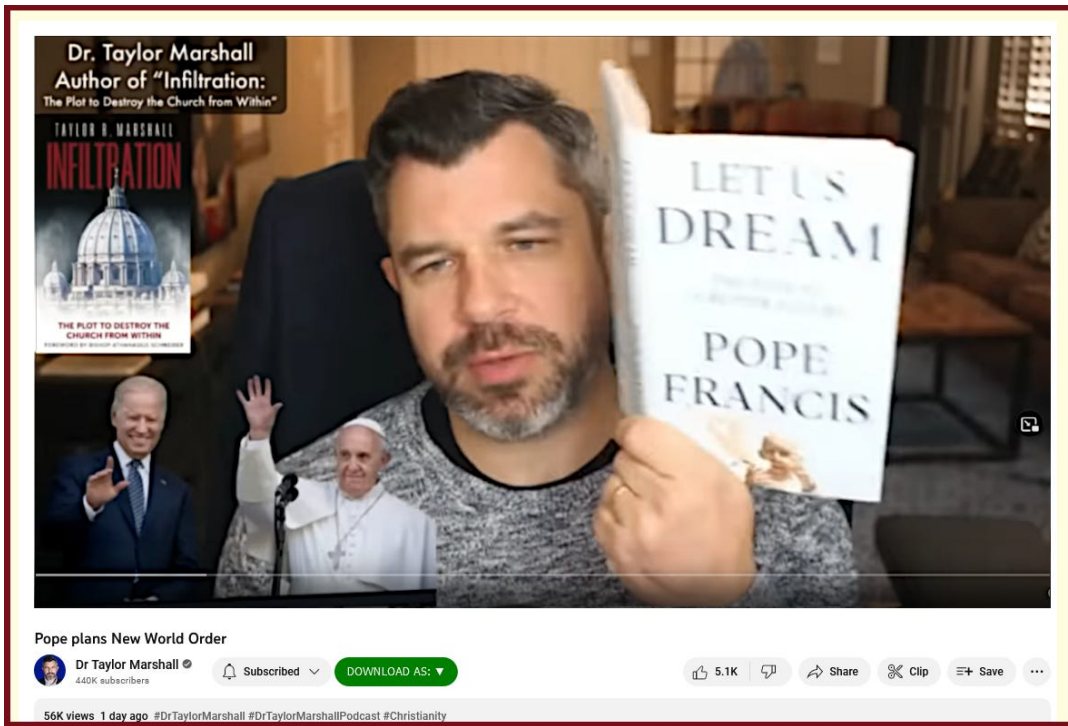 Dr. Taylor Marshall
Author of "Infiltration:
The Plot to Destroy the Church from Within"
TAYLOR R. MARSHALL
INFILTRATION
THE PLOT TO DESTROY THE
CHURCH FROM WITHIN
FOREWORD BY BISHOP ATHANASIUS SCHNEIDER
LET US
DREAM
POPE
FRANCIS
Pope plans New World Order
Dr Taylor Marshall
440K subscribers
Subscribed
DOWNLOAD AS: ▼
5.1K
Share
Clip
Save
56K views 1 day ago #DrTaylorMarshall #DrTaylorMarshallPodcast #Christianity